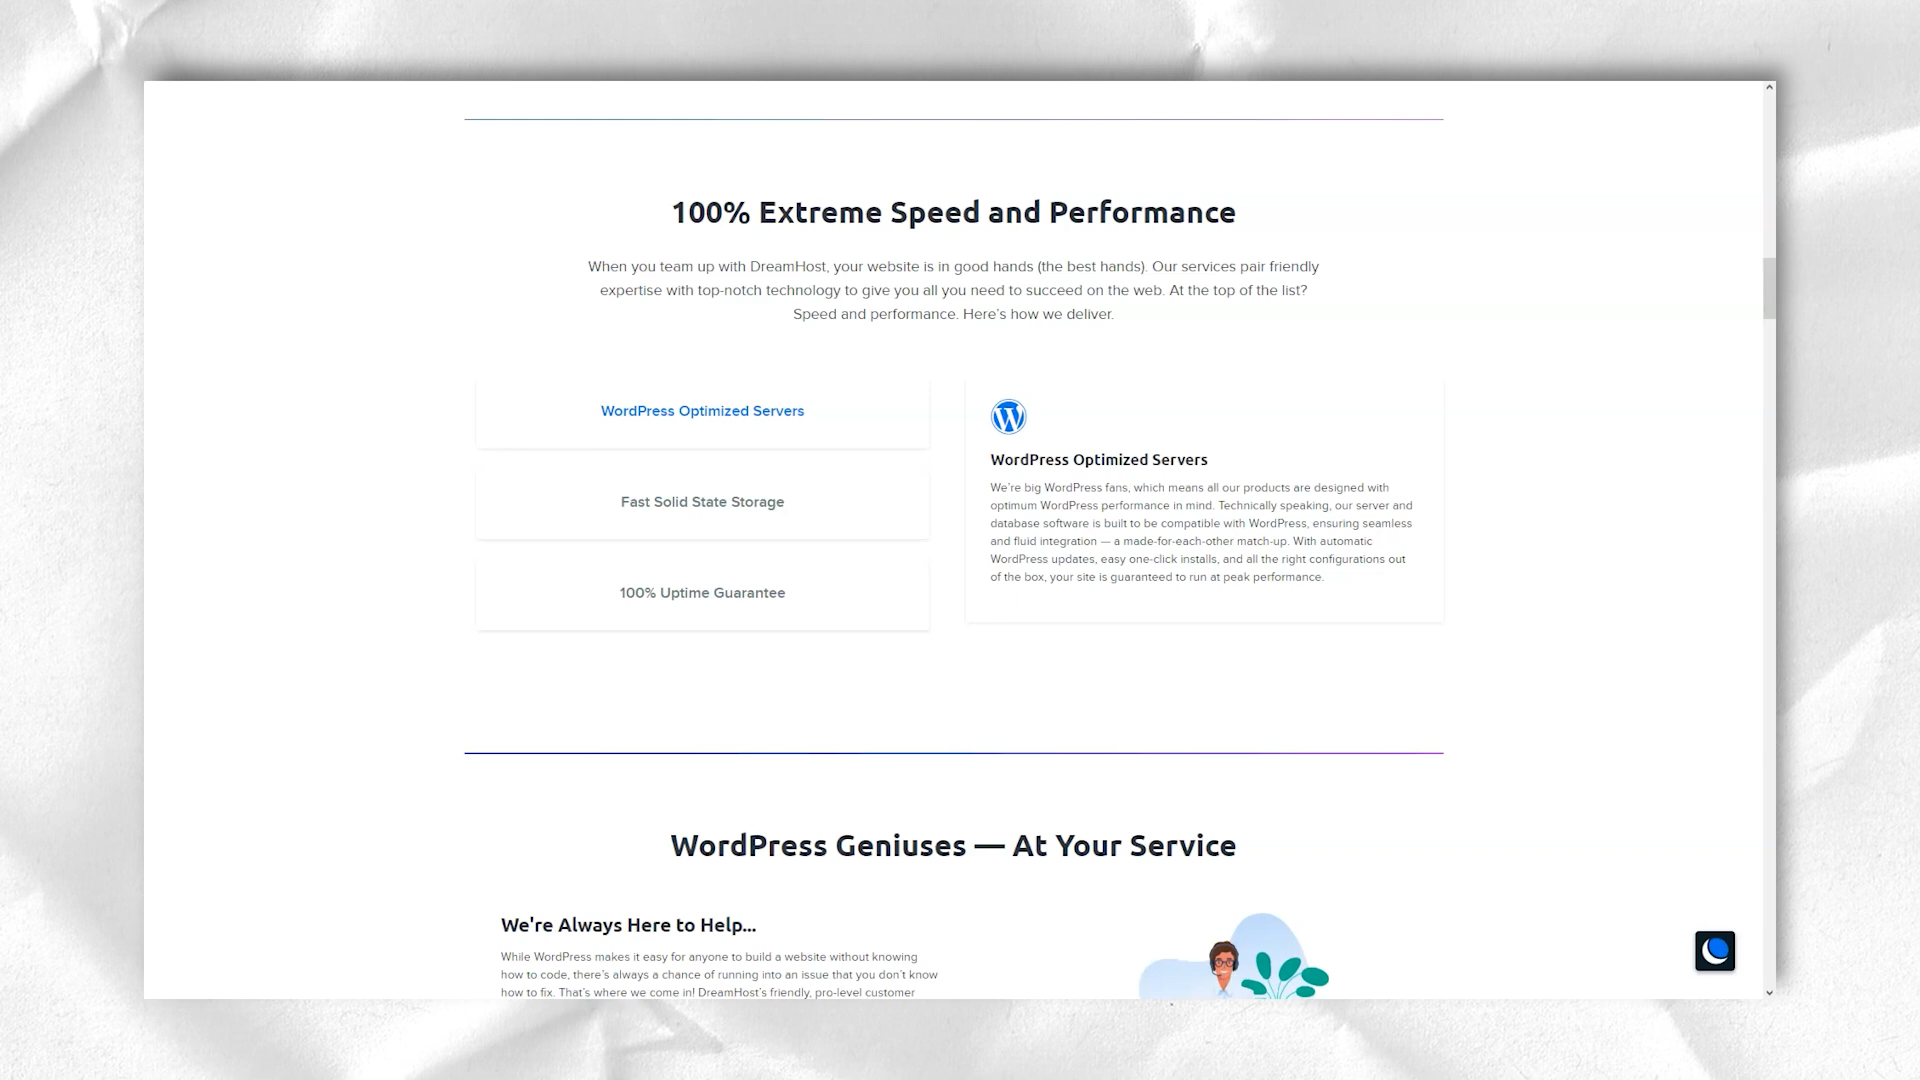 100% Extreme Speed and Performance
When you team up with DreamHost, your website is in good hands (the best hands). Our services pair friendly
expertise with top-notch technology to give you all you need to succeed on the web. At the top of the list?
Speed and performance. Here's how we deliver.
WordPress Optimized Servers
Fast Solid State Storage
100% Uptime Guarantee
WordPress Optimized Servers
We're big WordPress fans, which means all our products are designed with
optimum WordPress performance in mind. Technically speaking, our server and
database software is built to be compatible with WordPress, ensuring seamless
and fluid integration — a made-for-each-other match-up. With automatic
WordPress updates, easy one-click installs, and all the right configurations out
of the box, your site is guaranteed to run at peak performance.
WordPress Geniuses — At Your Service
We're Always Here to Help...
While WordPress makes it easy for anyone to build a website without knowing
how to code, there's always a chance of running into an issue that you don't know
how to fix. That's where we come in! DreamHost's friendly, pro-level customer